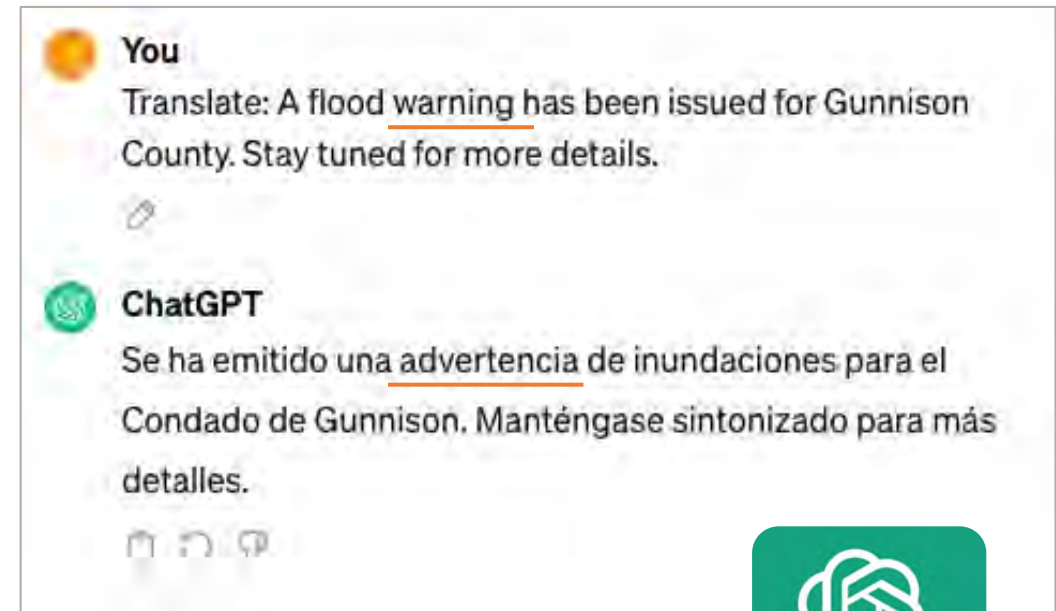 You
Translate: A flood warning has been issued for Gunnison
County. Stay tuned for more details.
ChatGPT
Se ha emitido una advertencia de inundaciones para el
Condado de Gunnison. Manténgase sintonizado para más
detalles.